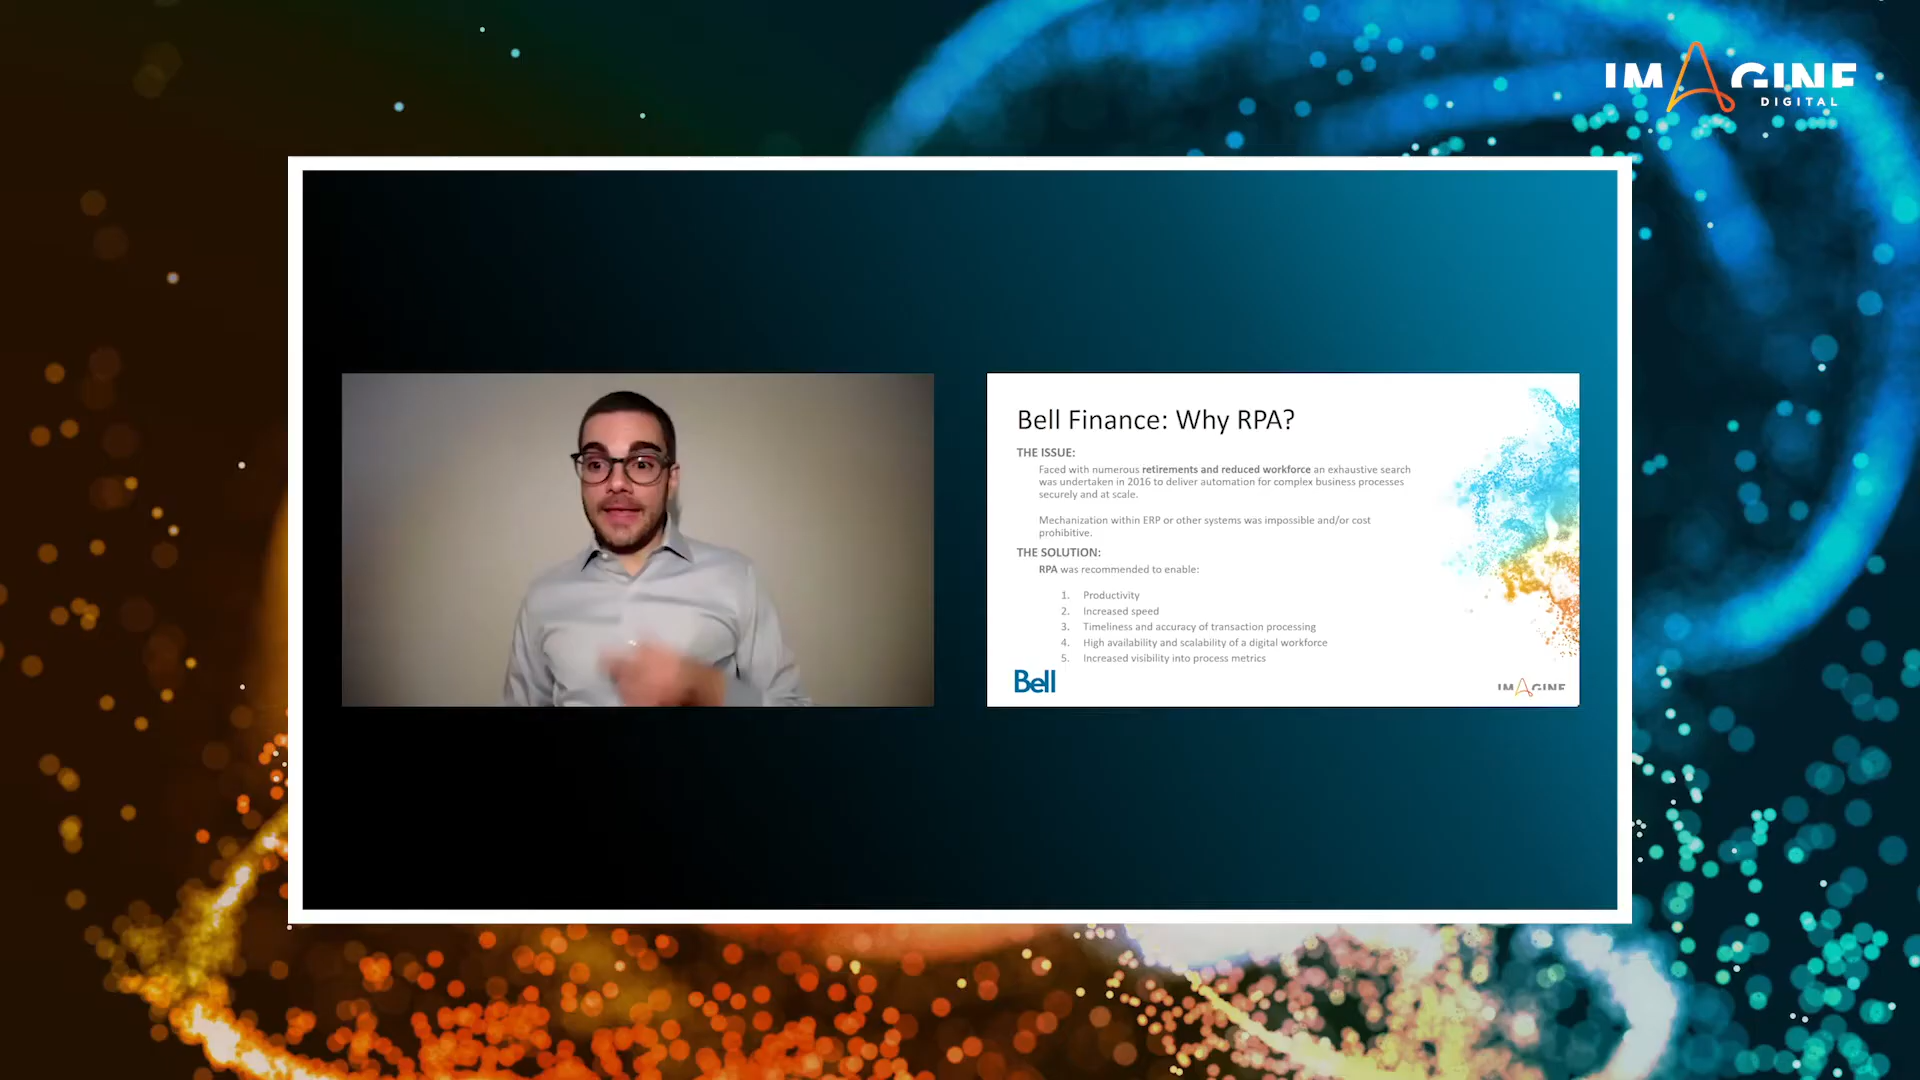 IMAGINE
DIGITAL
Bell Finance: Why RPA?
THE ISSUE:
Faced with numerous retirements and reduced workforce an exhaustive search
was undertaken in 2016 to deliver automation for complex business processes
securely and at scale.
Mechanization within ERP or other systems was impossible and/or cost
prohibitive.
THE SOLUTION:
RPA was recommended to enable:
1. Productivity
2. Increased speed
3. Timeliness and accuracy of transaction processing
4. High availability and scalability of a digital workforce
5. Increased visibility into process metrics
Bell
IMAGINE